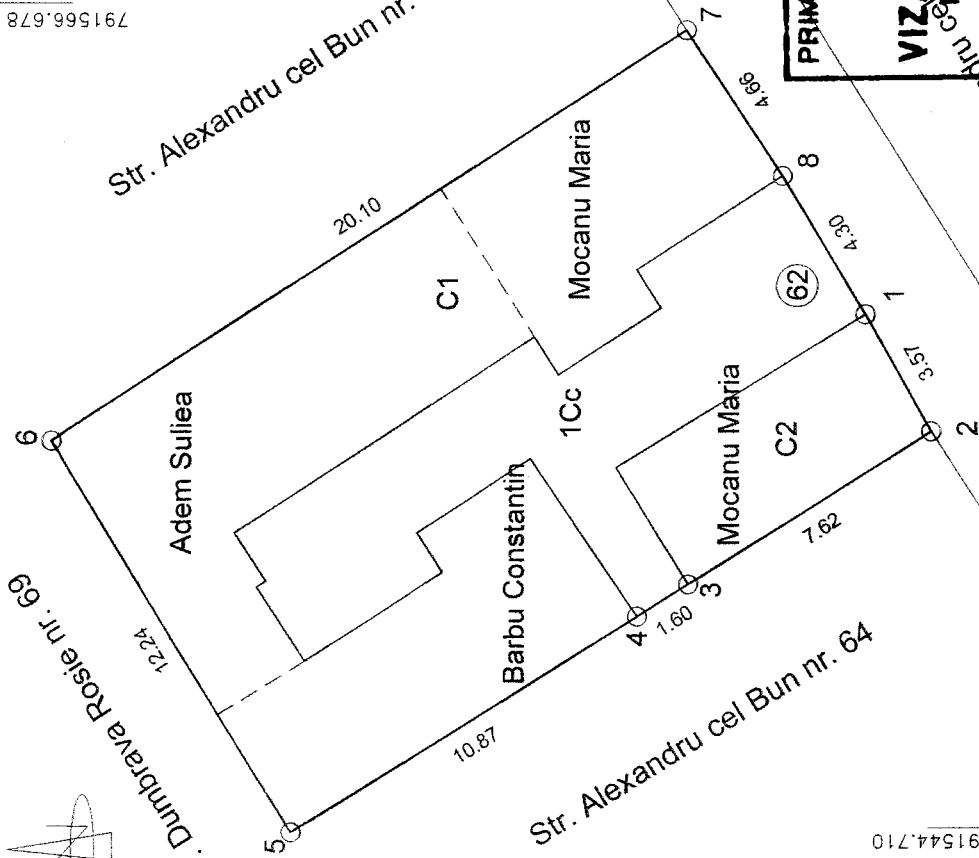 791566.678
Str. Alexandru cel Bun nr.
PRIM
VIZ
7
4.66
8
20.10
Mocanu Maria
C1
4.30
62
1
6
Adem Suliea
1Cc
Mocanu Maria
C2
3.57
2
Dumbrava Rosie nr. 69
12.24
Barbu Constantin
7.62
3
4
1.60
10.87
5
Str. Alexandru cel Bun nr. 64
91544.710